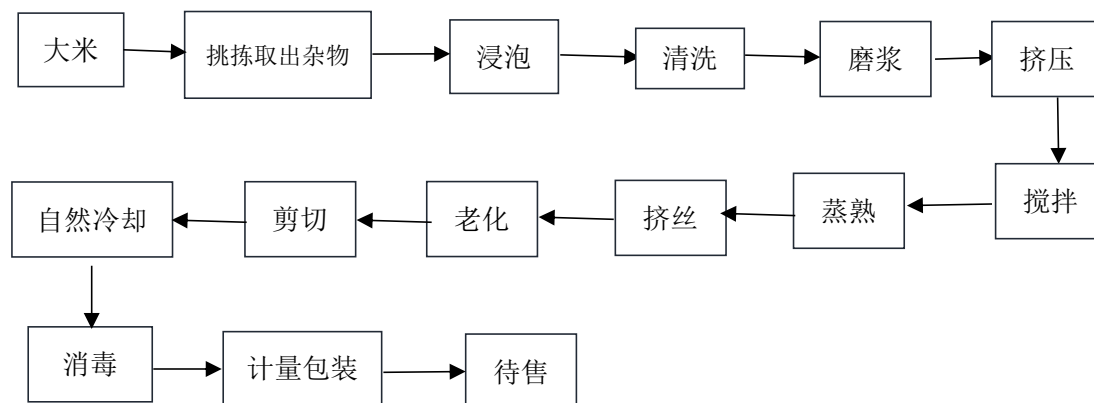 大米
挑拣取出杂物
浸泡
清洗
磨浆
挤压
搅拌
蒸熟
挤丝
老化
剪切
自然冷却
消毒
计量包装
待售